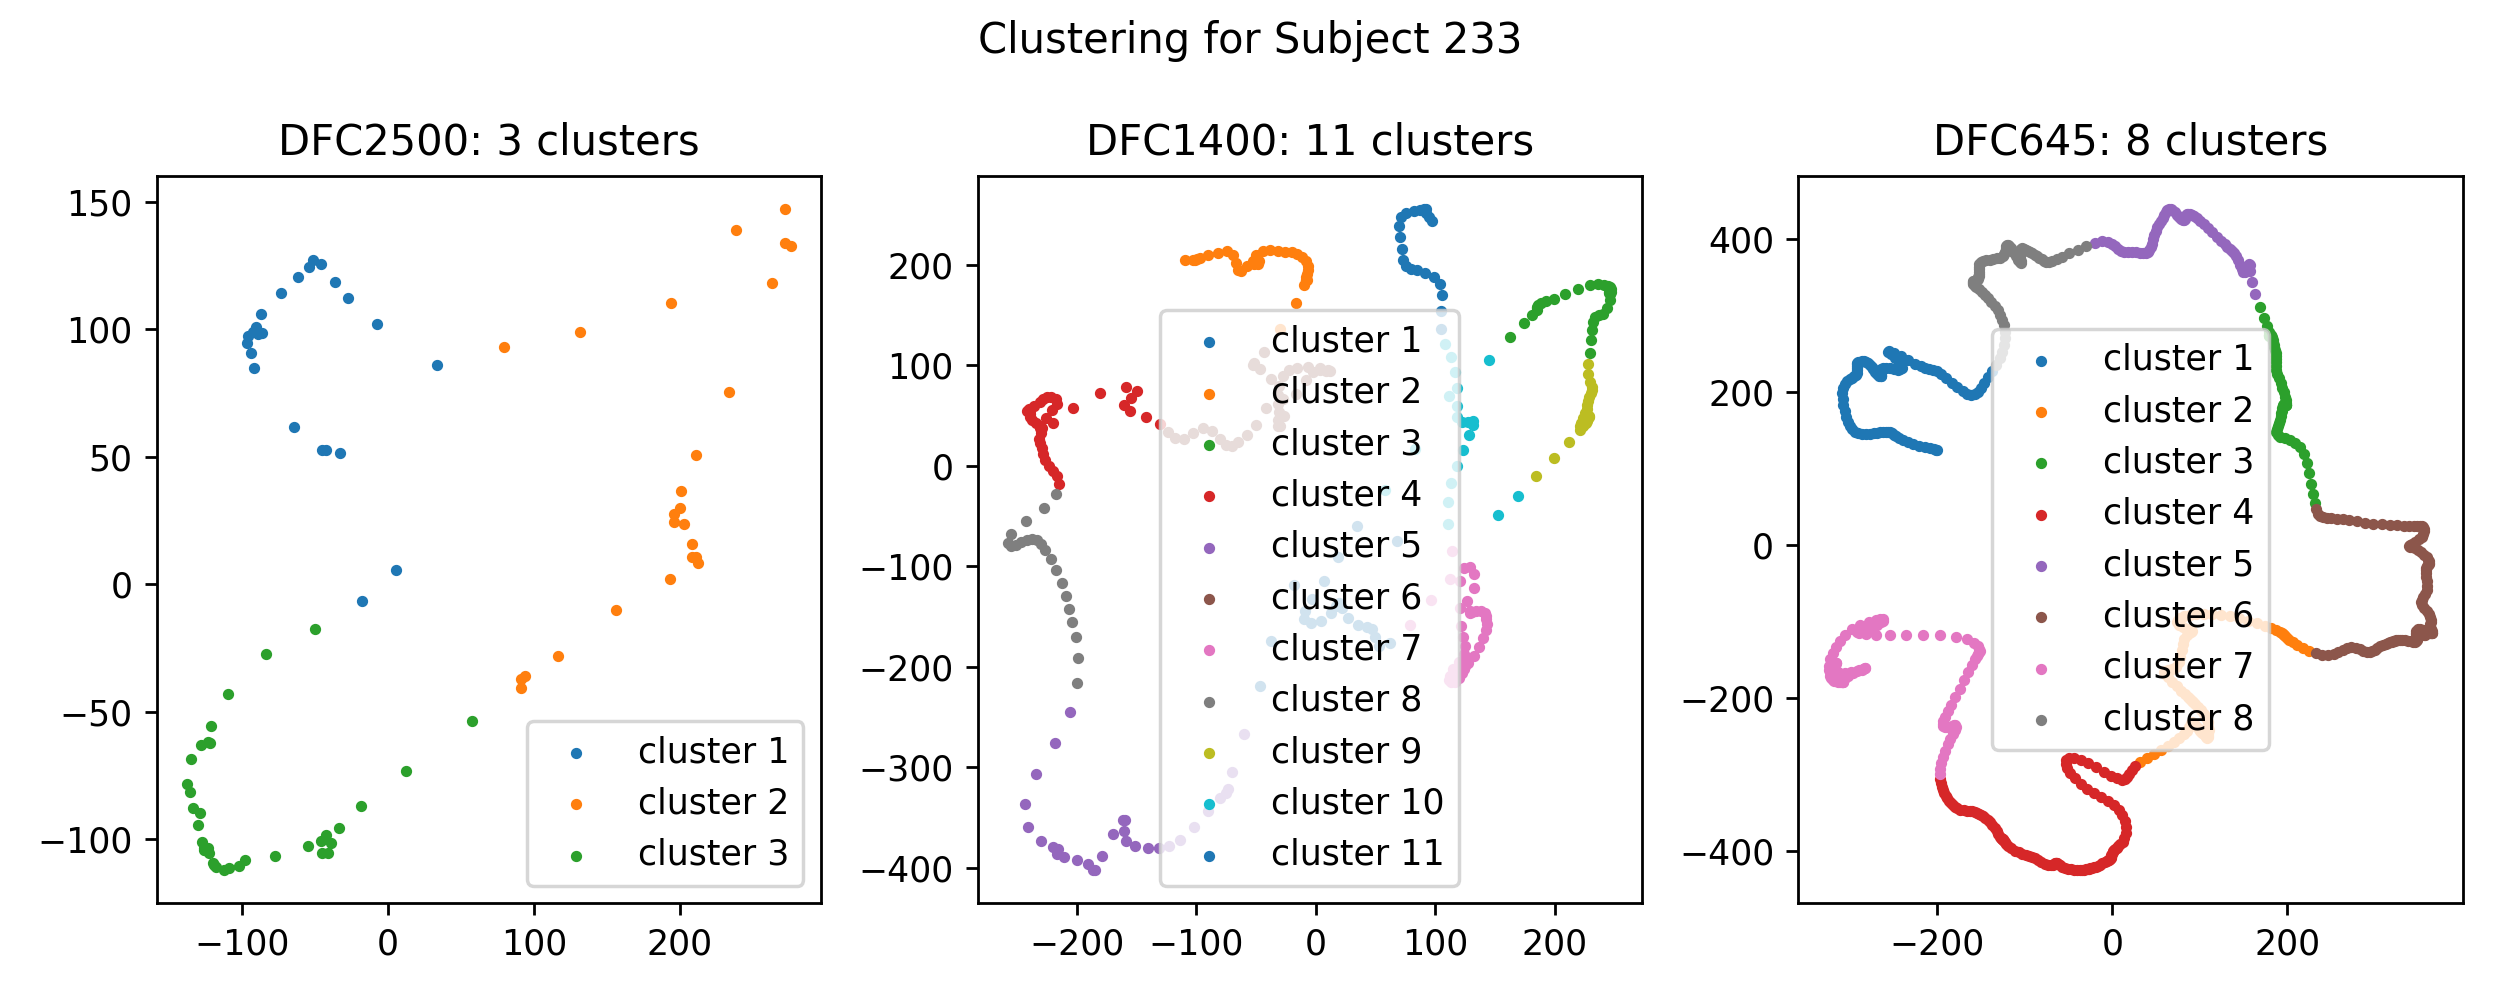 Clustering for Subject 233
DFC2500: 3 clusters
150
100
50
0
−50
−100
−100
0
100
200
cluster 1
cluster 2
cluster 3
DFC1400: 11 clusters
200
100
0
−100
−200
−300
−400
−200
−100
0
100
200
cluster 1
cluster 2
cluster 3
cluster 4
cluster 5
cluster 6
cluster 7
cluster 8
cluster 9
cluster 10
cluster 11
DFC645: 8 clusters
400
200
0
−200
−400
−200
0
200
cluster 1
cluster 2
cluster 3
cluster 4
cluster 5
cluster 6
cluster 7
cluster 8